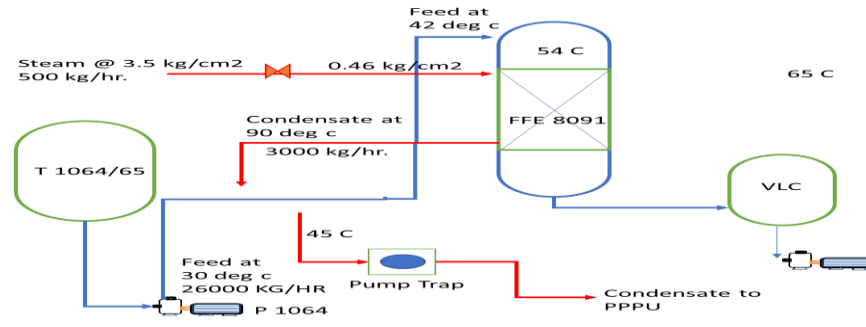 Feed at
42 deg c
54 C
Steam @ 3.5 kg/cm2
500 kg/hr.
0.46 kg/cm2
65 C
Condensate at
90 deg c
3000 kg/hr.
FFE 8091
T 1064/65
VLC
45 C
Feed at
30 deg c
26000 KG/HR
Pump Trap
P 1064
Condensate to
PPPU